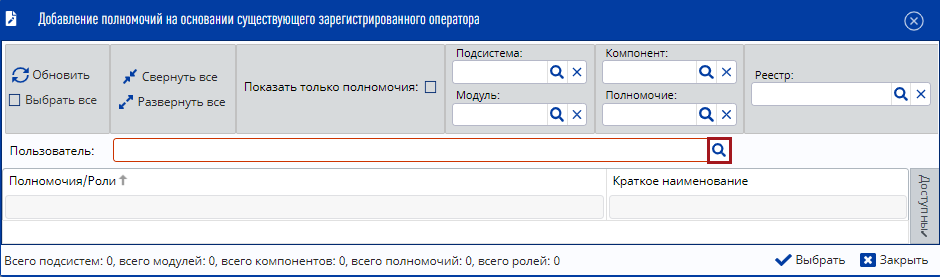 Добавление полномочий на основании существующего зарегистрированного оператора
Обновить
Выбрать все
Свернуть все
Развернуть все
Показать только полномочия:
Подсистема:
Модуль:
Компонент:
Полномочие:
Реестр:
Пользователь:
Полномочия/Роли Краткое наименование
Доступны
Всего подсистем: 0, всего модулей: 0, всего компонентов: 0, всего полномочий: 0, всего ролей: 0
Выбрать Закрыть